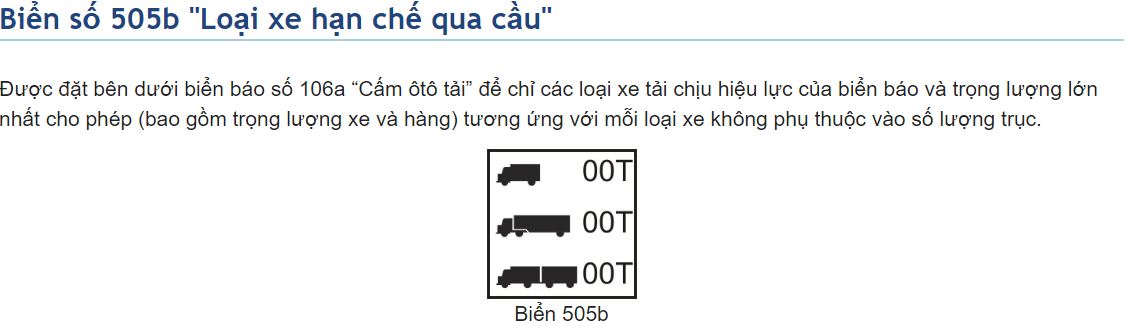 Biển số 505b "Loại xe hạn chế qua cầu"
Được đặt bên dưới biển báo số 106a “Cấm ôtô tải” để chỉ các loại xe tải chịu hiệu lực của biển báo và trọng lượng lớn
nhất cho phép (bao gồm trọng lượng xe và hàng) tương ứng với mỗi loại xe không phụ thuộc vào số lượng trục.
00T
00T
00T
Biển 505b